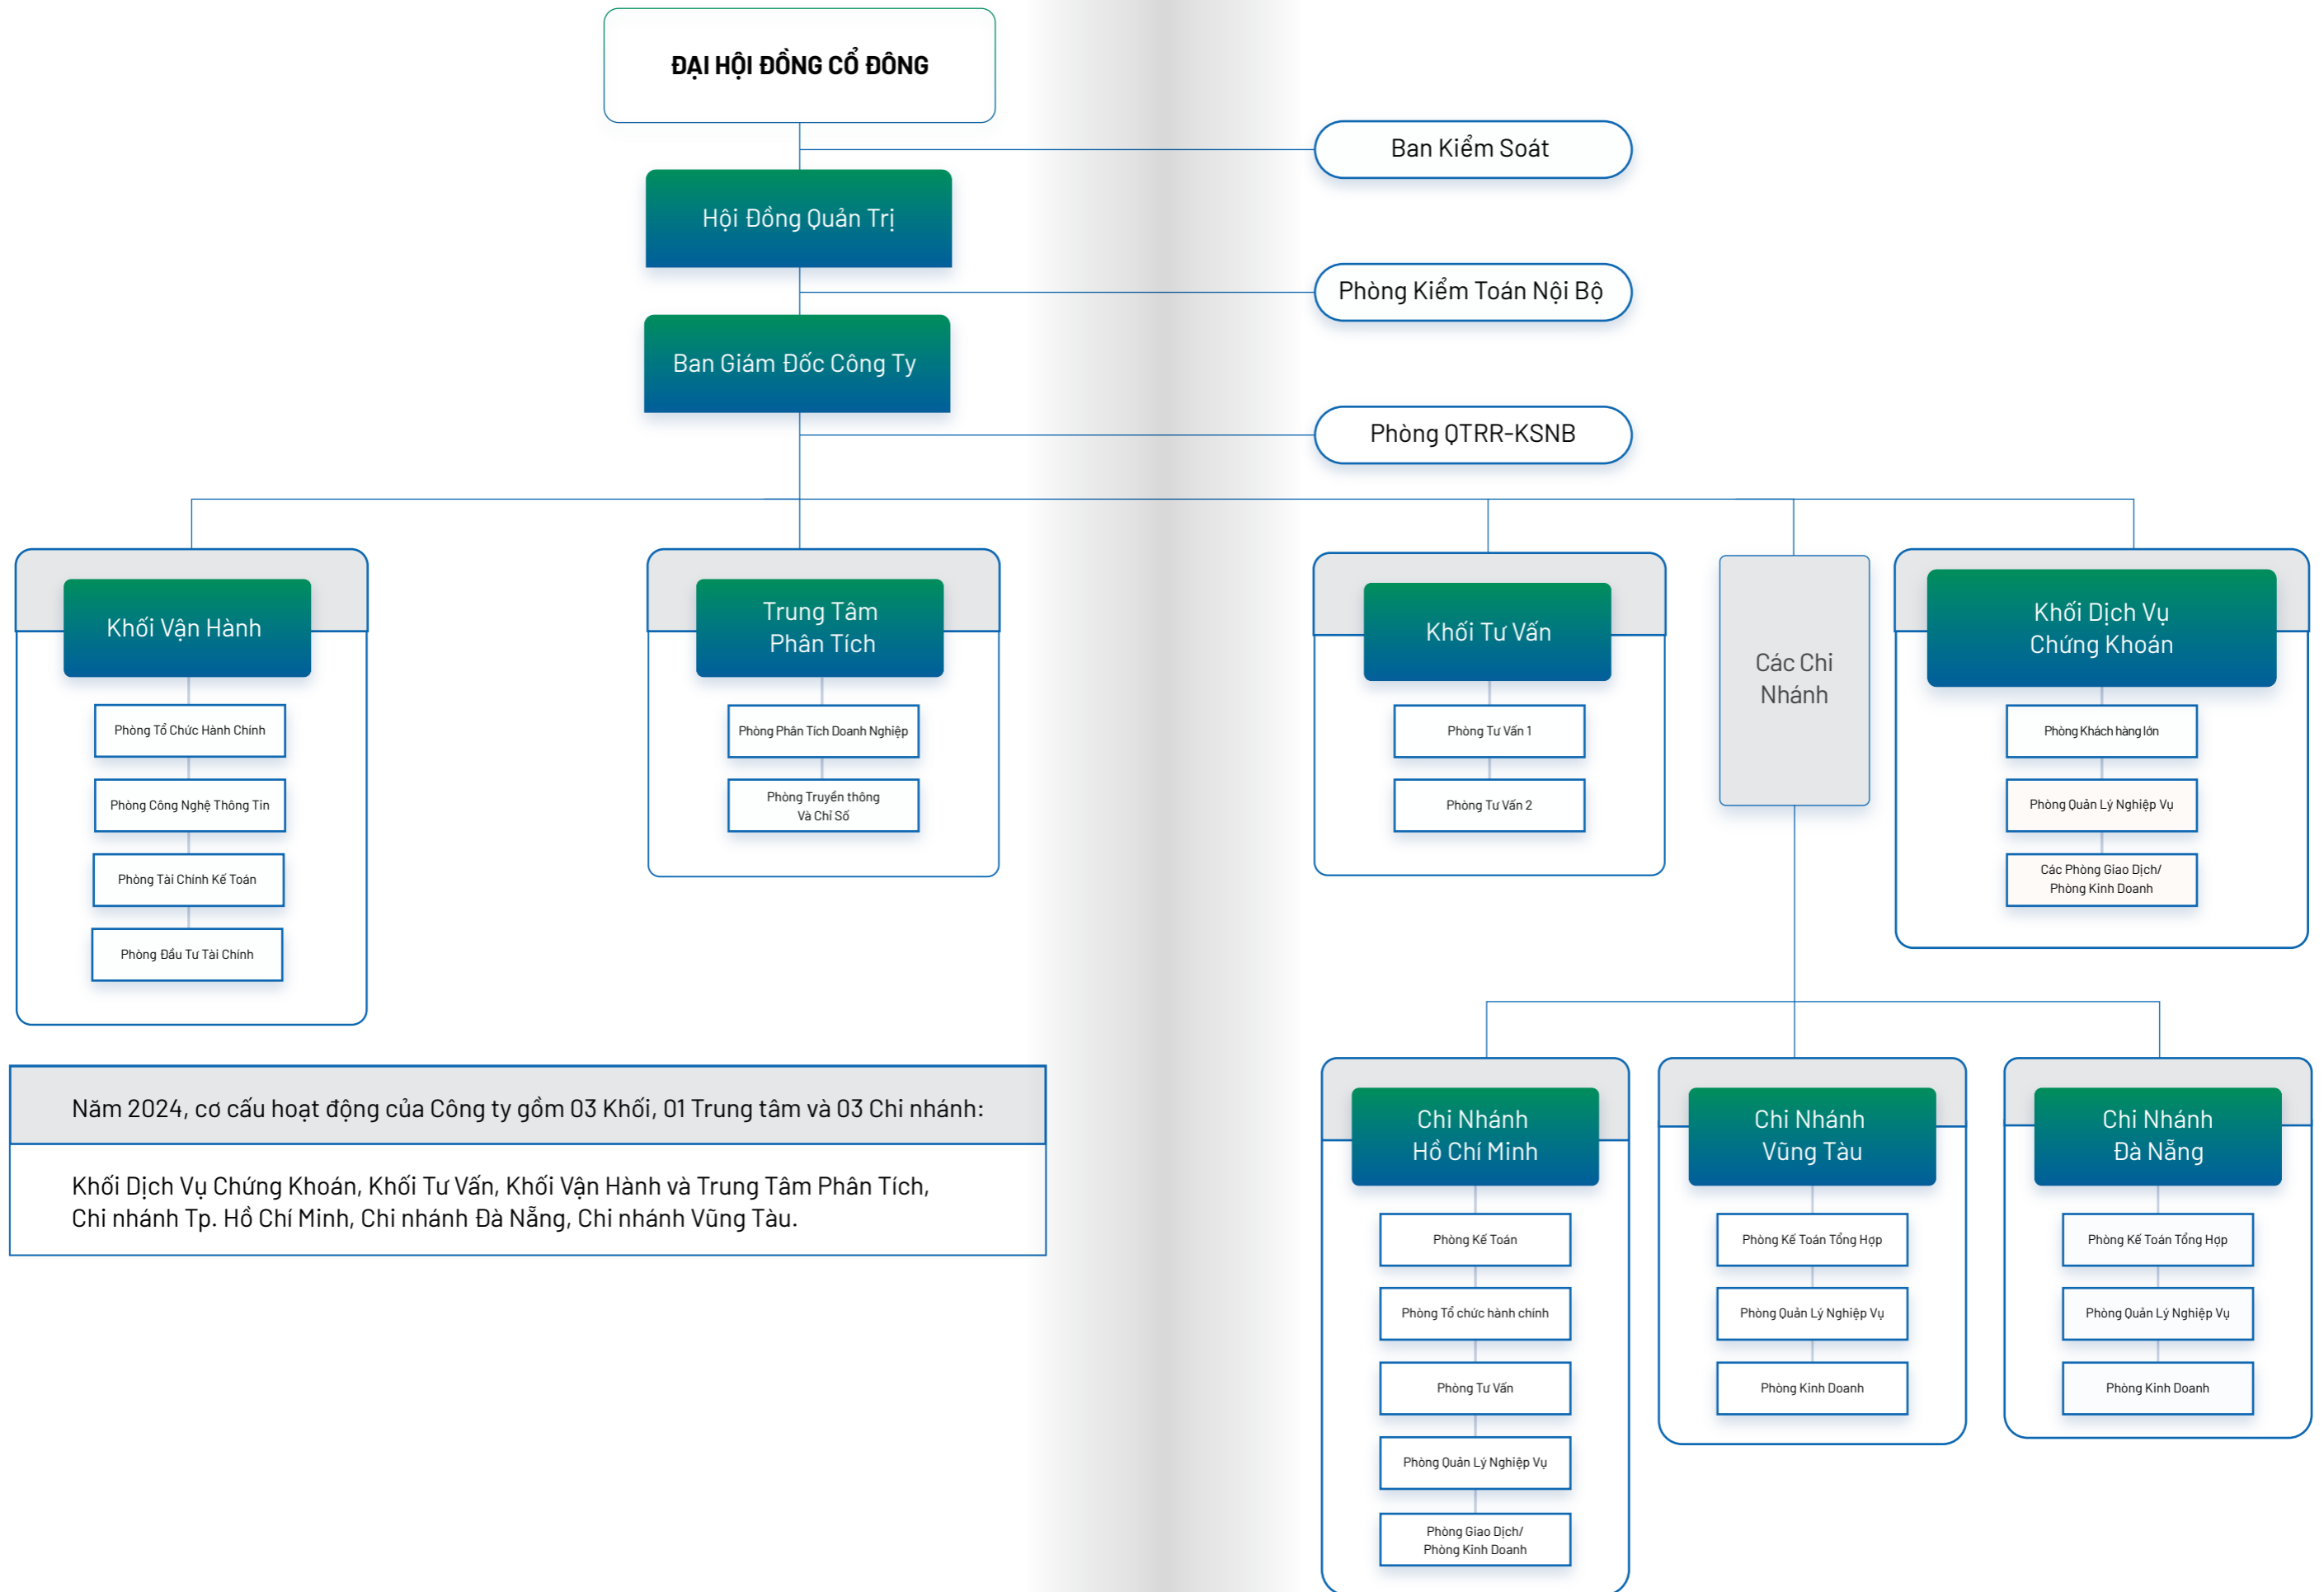 ĐẠI HỘI ĐỒNG CỔ ĐÔNG
Ban Kiểm Soát
Hội Đồng Quản Trị
Phòng Kiểm Toán Nội Bộ
Ban Giám Đốc Công Ty
Phòng QTRR-KSNB
Khối Vận Hành
Phòng Tổ Chức Hành Chính
Phòng Công Nghệ Thông Tin
Phòng Tài Chính Kế Toán
Phòng Đầu Tư Tài Chính
Trung Tâm
Phân Tích
Phòng Phân Tích Doanh Nghiệp
Phòng Truyền thông
Và Chỉ Số
Khối Tư Vấn
Phòng Tư Vấn 1
Phòng Tư Vấn 2
Các Chi
Nhánh
Khối Dịch Vụ
Chứng Khoán
Phòng Khách hàng lớn
Phòng Quản Lý Nghiệp Vụ
Các Phòng Giao Dịch/
Phòng Kinh Doanh
Năm 2024, cơ cấu hoạt động của Công ty gồm 03 Khối, 01 Trung tâm và 03 Chi nhánh:
Khối Dịch Vụ Chứng Khoán, Khối Tư Vấn, Khối Vận Hành và Trung Tâm Phân Tích,
Chi nhánh Tp. Hồ Chí Minh, Chi nhánh Đà Nẵng, Chi nhánh Vũng Tàu.
Chi Nhánh
Hồ Chí Minh
Phòng Kế Toán
Phòng Tổ chức hành chính
Phòng Tư Vấn
Phòng Quản Lý Nghiệp Vụ
Phòng Giao Dịch/
Phòng Kinh Doanh
Chi Nhánh
Vũng Tàu
Phòng Kế Toán Tổng Hợp
Phòng Quản Lý Nghiệp Vụ
Phòng Kinh Doanh
Chi Nhánh
Đà Nẵng
Phòng Kế Toán Tổng Hợp
Phòng Quản Lý Nghiệp Vụ
Phòng Kinh Doanh